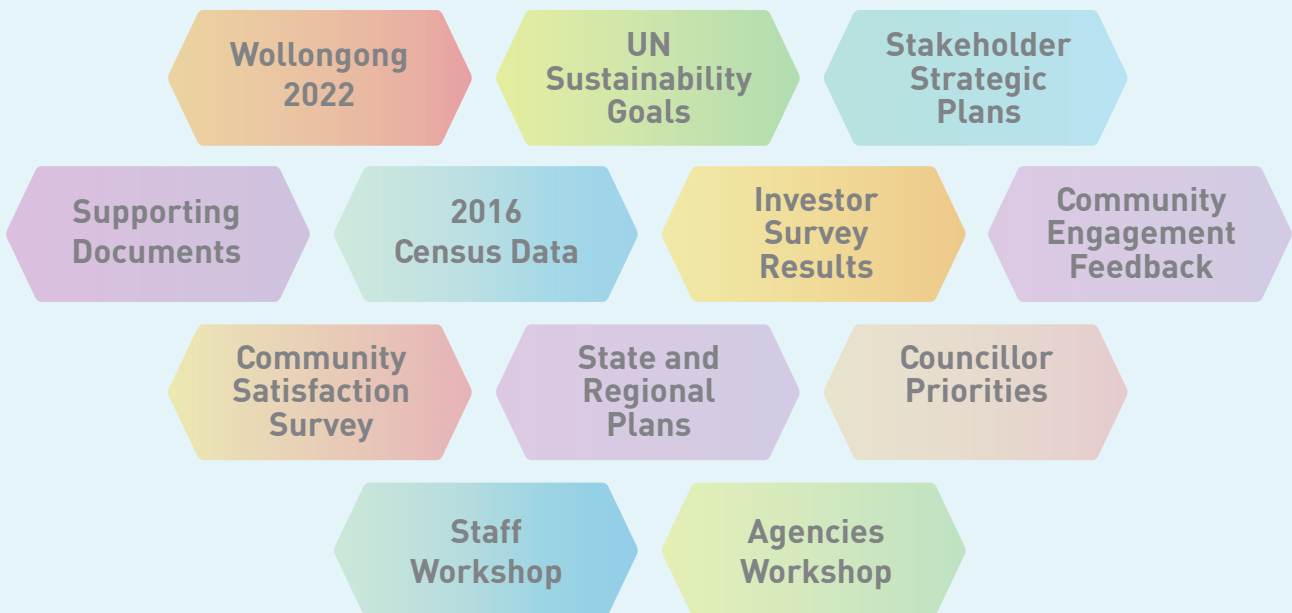 Wollongong
2022
UN
Sustainability
Goals
Stakeholder
Strategic
Plans
Supporting
Documents
2016
Census Data
Investor
Survey
Results
Community
Engagement
Feedback
Community
Satisfaction
Survey
State and
Regional
Plans
Councillor
Priorities
Staff
Workshop
Agencies
Workshop